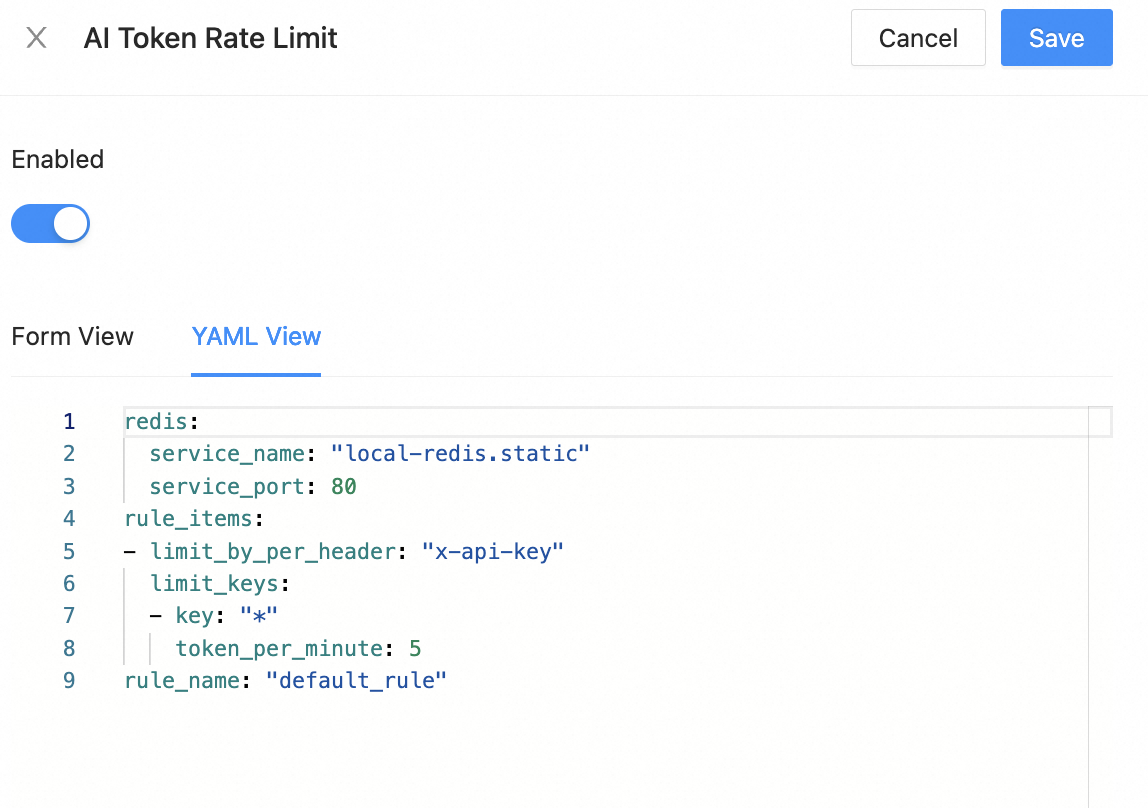 AI Token Rate Limit
Cancel
Save
Enabled
Form View
YAML View
1 redis:
2   service_name: "local-redis.static"
3   service_port: 80
4 rule_items:
5 - limit_by_per_header: "x-api-key"
6   limit_keys:
7   - key: "*"
8     token_per_minute: 5
9 rule_name: "default_rule"